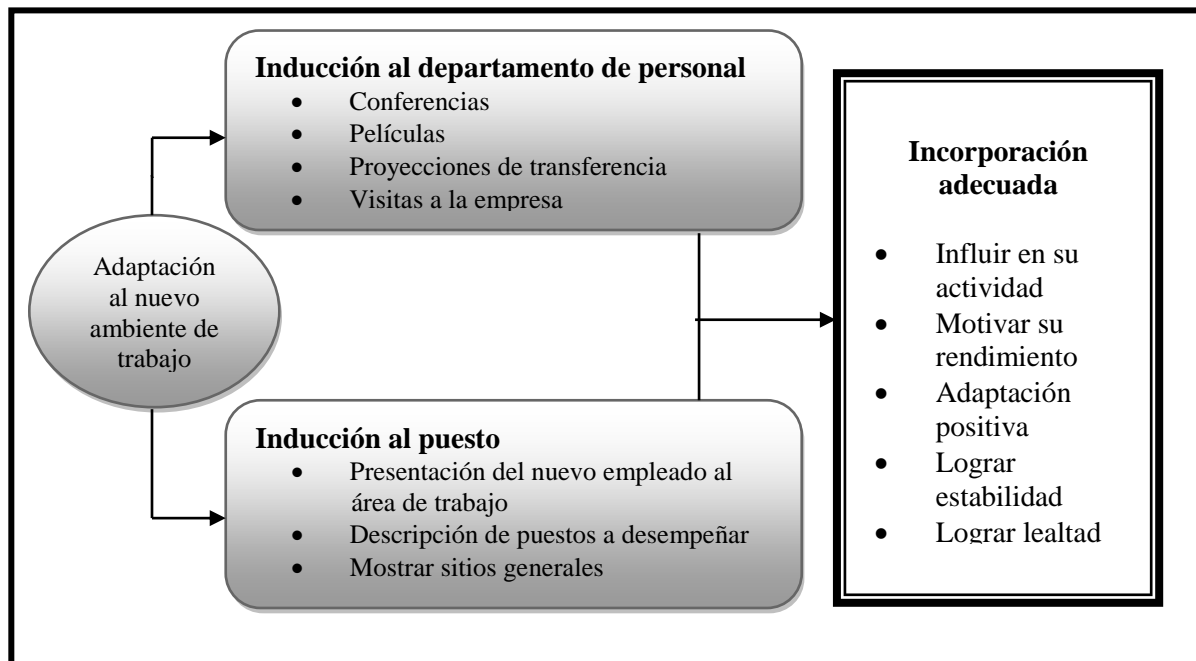 Inducción al departamento de personal
• Conferencias
• Películas
• Proyecciones de transferencia
• Visitas a la empresa
Adaptación
al nuevo
ambiente de
trabajo
Inducción al puesto
• Presentación del nuevo empleado al
área de trabajo
• Descripción de puestos a desempeñar
• Mostrar sitios generales
Incorporación
adecuada
• Influir en su
actividad
• Motivar su
rendimiento
• Adaptación
positiva
• Lograr
estabilidad
• Lograr lealtad